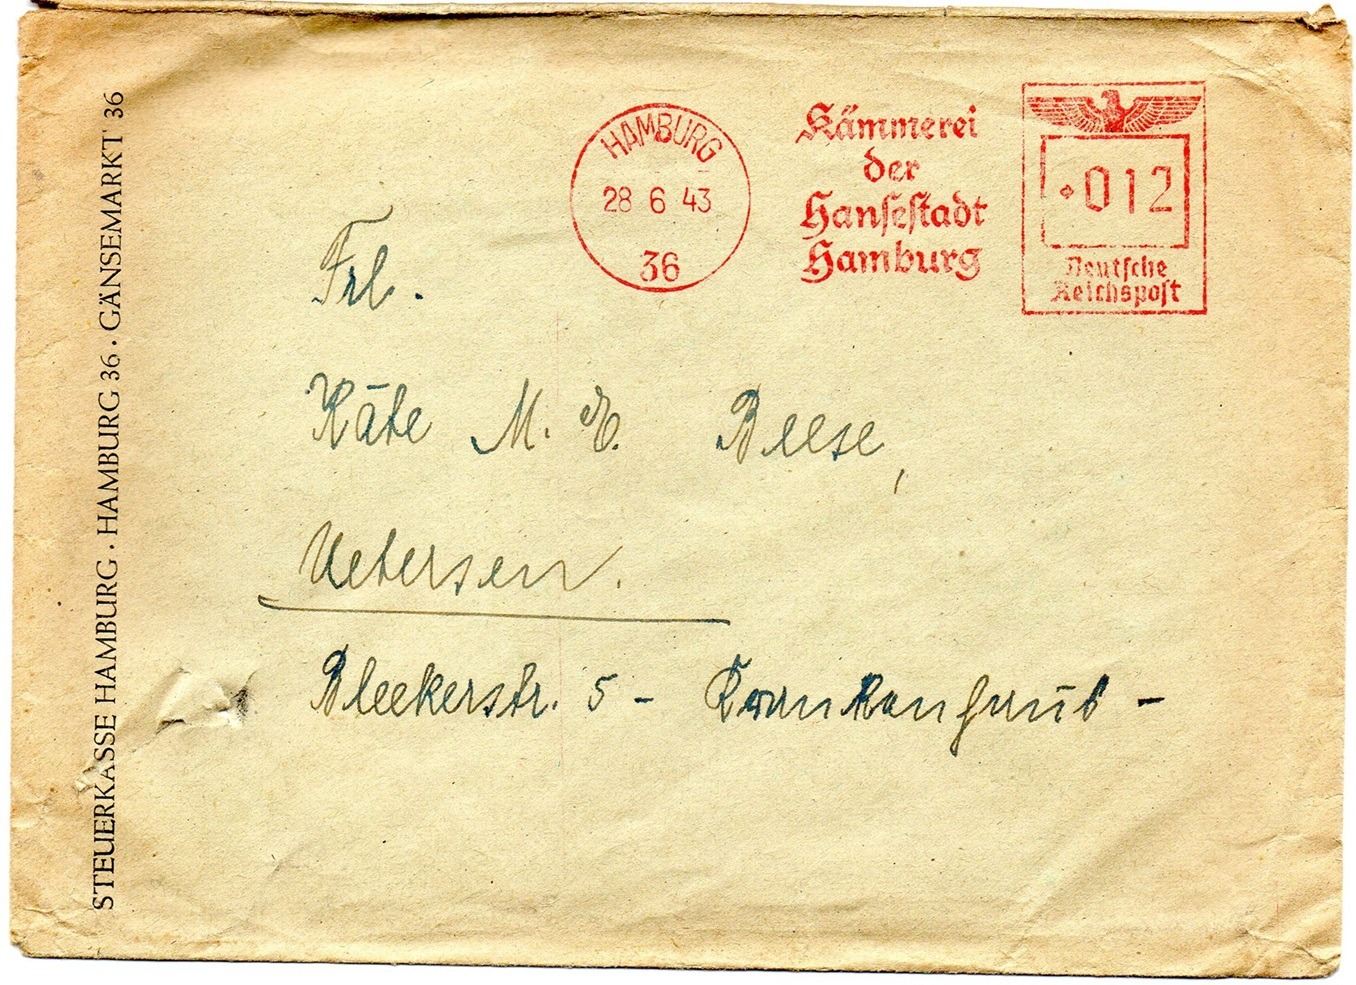 STEUERKASSE HAMBURG · HAMBURG 36 · GÄNSEMARKT 36
HAMBURG
28 6 43
36
Kämmerei
der
Hansestadt
Hamburg
012
Deutsche
Reichspost
Frl.
Käte M. E. Beese,
Uetersen.
Bleekerstr. 5 – Krankenhaus –